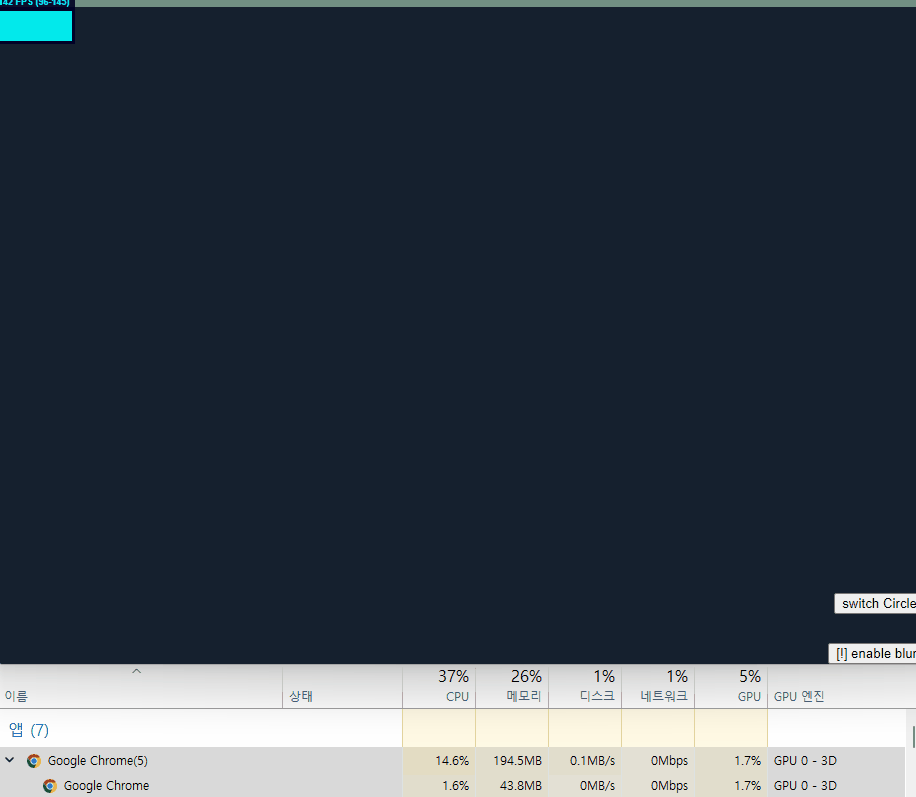 142 FPS (96-145)
switch Circle
[!] enable blur
37% 26% 1% 1% 5%
이름 상태 CPU 메모리 디스크 네트워크 GPU GPU 엔진
앱 (7)
Google Chrome(5) 14.6% 194.5MB 0.1MB/s 0Mbps 1.7% GPU 0 - 3D
Google Chrome 1.6% 43.8MB 0MB/s 0Mbps 1.7% GPU 0 - 3D